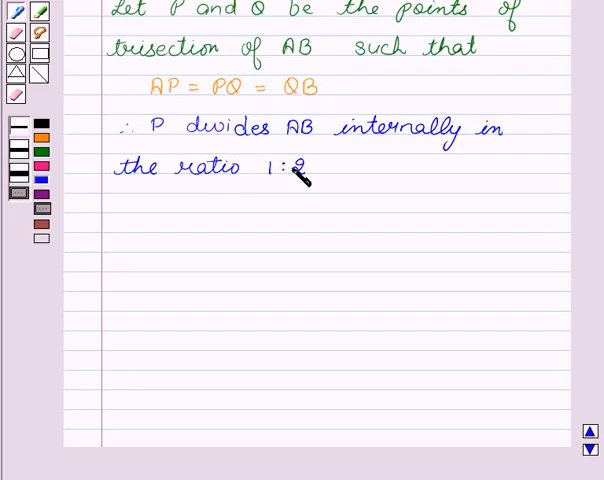 Let P and Q be the points of
trisection of AB such that
AP = PQ = QB
∴ P divides AB internally in
the ratio 1:2